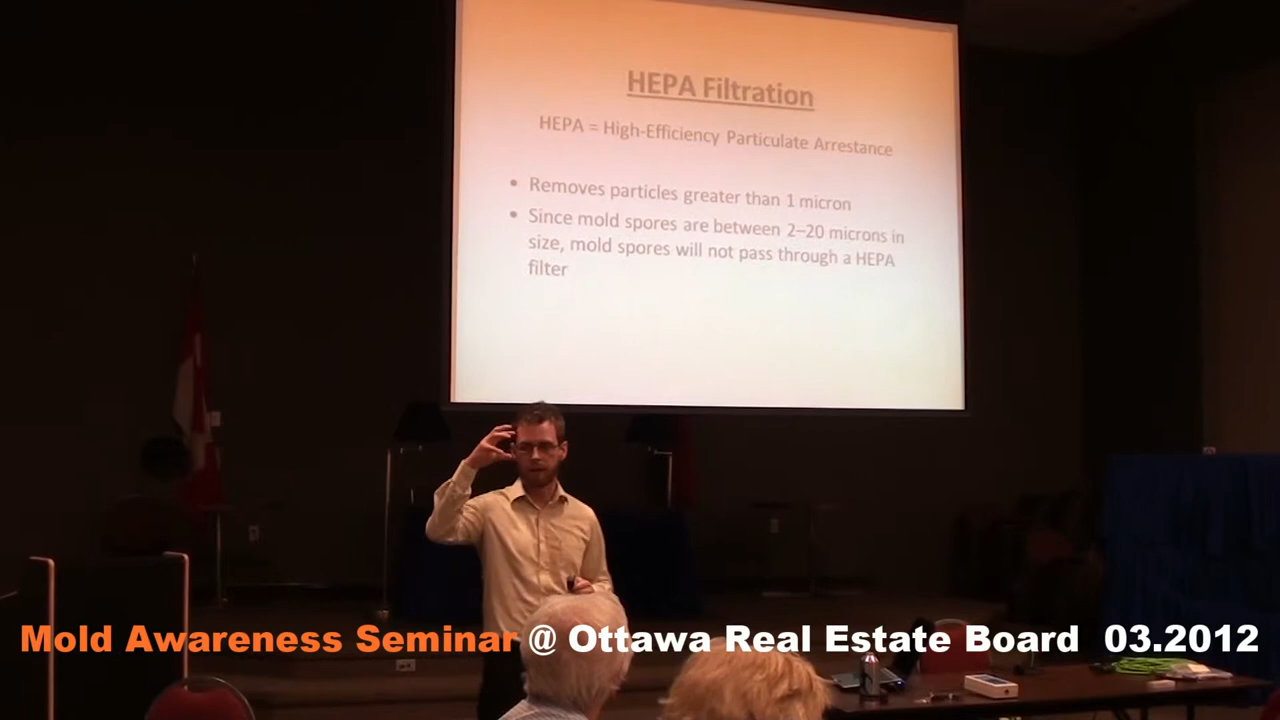 HEPA Filtration
HEPA = High-Efficiency Particulate Arrestance
• Removes particles greater than 1 micron
• Since mold spores are between 2–20 microns in
size, mold spores will not pass through a HEPA
filter
Mold Awareness Seminar @ Ottawa Real Estate Board 03.2012